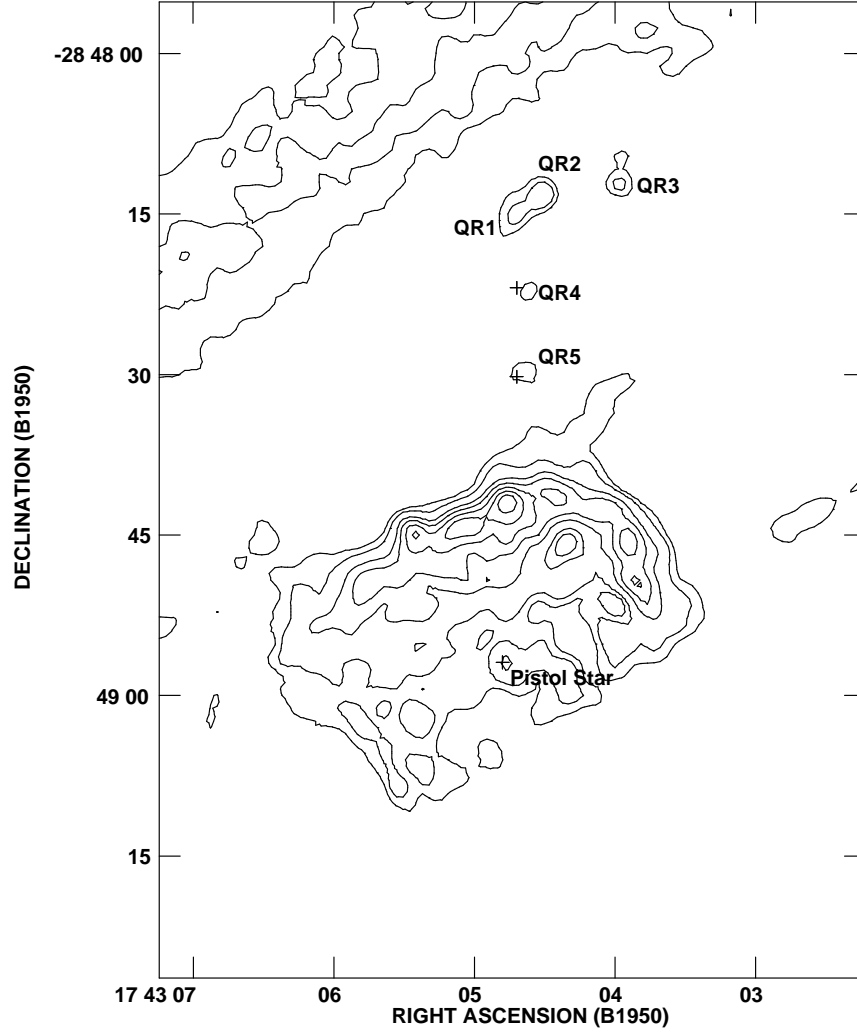 -28 48 00
QR2
QR3
15
QR1
QR4
QR5
30
DECLINATION (B1950)
45
Pistol Star
49 00
15
17 43 07
06
05
04
03
RIGHT ASCENSION (B1950)